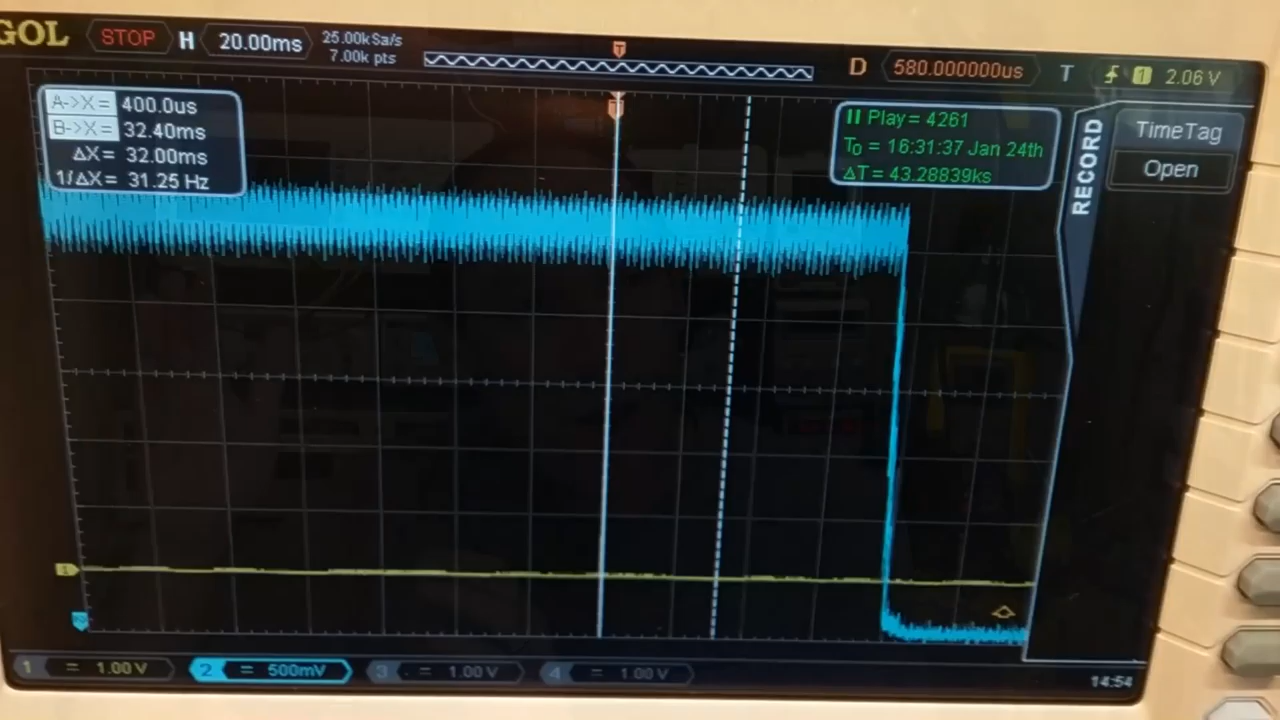 GOL STOP H 20.00ms 25.00kSa/s D 580.000000us T 1 2.06 V
7.00k pts
T
A->X= 400.0us
B->X= 32.40ms
ΔX= 32.00ms
1/ΔX= 31.25 Hz
Play= 4261
T0 = 16:31:37 Jan 24th
ΔT= 43.28839ks
RECORD
TimeTag
Open
1
1 = 1.00 V 2 = 500mV 3 = 1.00 V 4 = 1.00 V 14:54